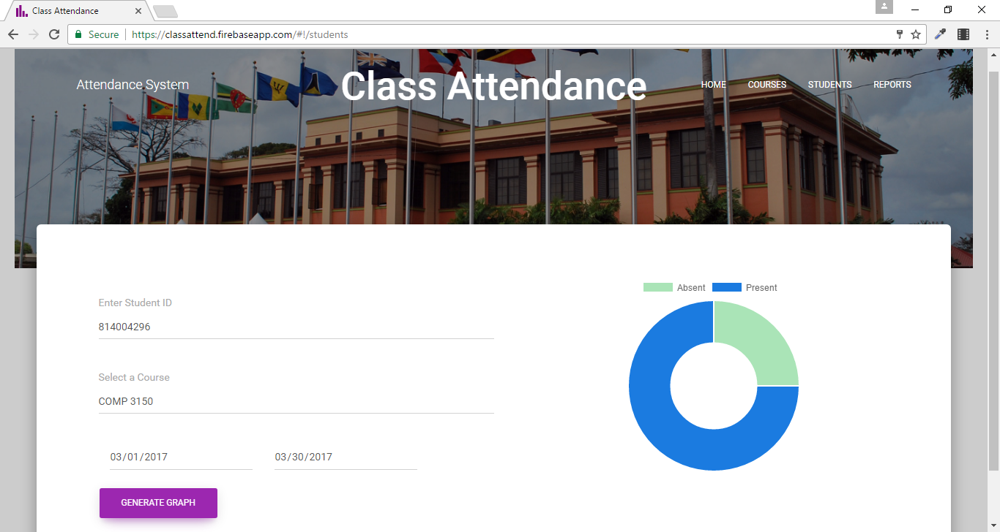 Class Attendance
Secure
https://classattend.firebaseapp.com/#!/students
Attendance System
Class Attendance
HOME
COURSES
STUDENTS
REPORTS
Absent
Present
Enter Student ID
814004296
Select a Course
COMP 3150
03/01/2017
03/30/2017
GENERATE GRAPH